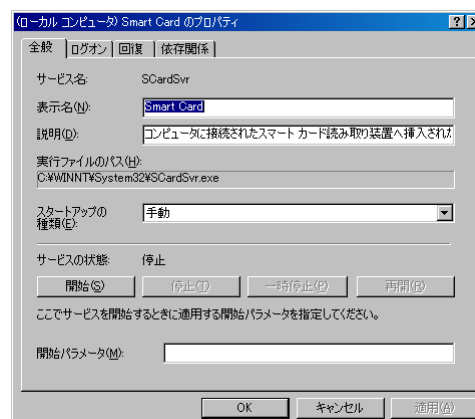 (ローカル コンピュータ) Smart Card のプロパティ
全般 ログオン 回復 依存関係
サービス名: SCardSvr
表示名(N): Smart Card
説明(D): コンピュータに接続されたスマート カード読み取り装置へ挿入され
実行ファイルのパス(H):
C:¥WINNT¥System32¥SCardSvr.exe
スタートアップの
種類(E): 手動
サービスの状態: 停止
開始(S) 停止(T) 一時停止(P) 再開(R)
ここでサービスを開始するときに適用する開始パラメータを指定してください。
開始パラメータ(M):
OK キャンセル 適用(A)